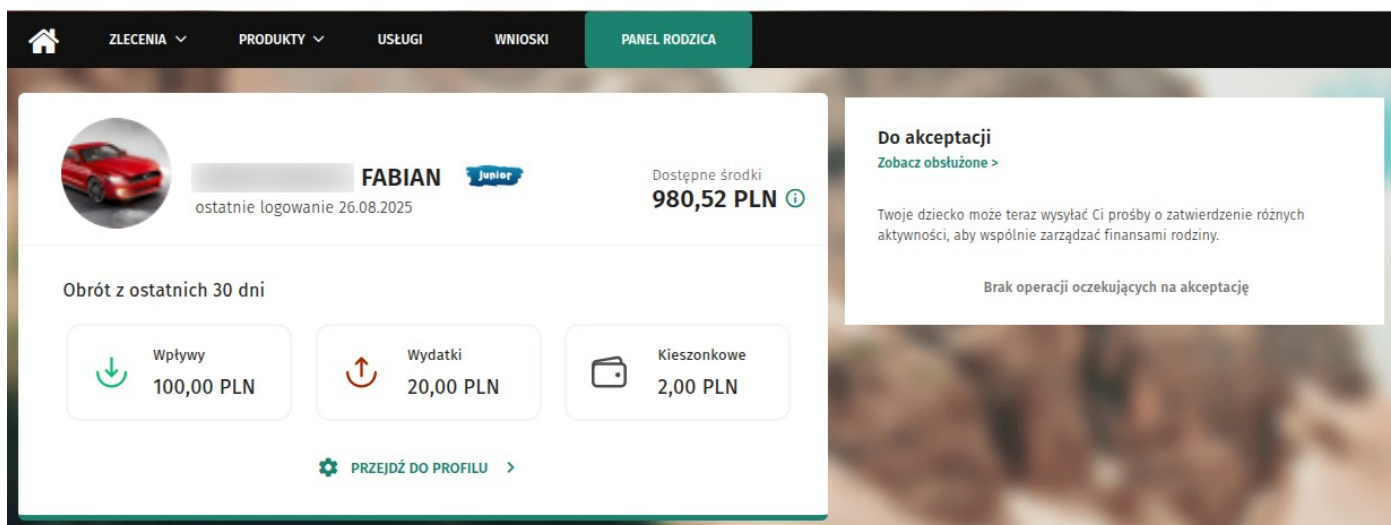 ZLECENIA
PRODUKTY
USŁUGI
WNIOSKI
PANEL RODZICA
FABIAN
junior
ostatnie logowanie 26.08.2025
Dostępne środki
980,52 PLN
Obrót z ostatnich 30 dni
Wpływy
100,00 PLN
Wydatki
20,00 PLN
Kieszonkowe
2,00 PLN
PRZEJDŹ DO PROFILU >
Do akceptacji
Zobacz obsłużone >
Twoje dziecko może teraz wysyłać Ci prośby o zatwierdzenie różnych
aktywności, aby wspólnie zarządzać finansami rodziny.
Brak operacji oczekujących na akceptację